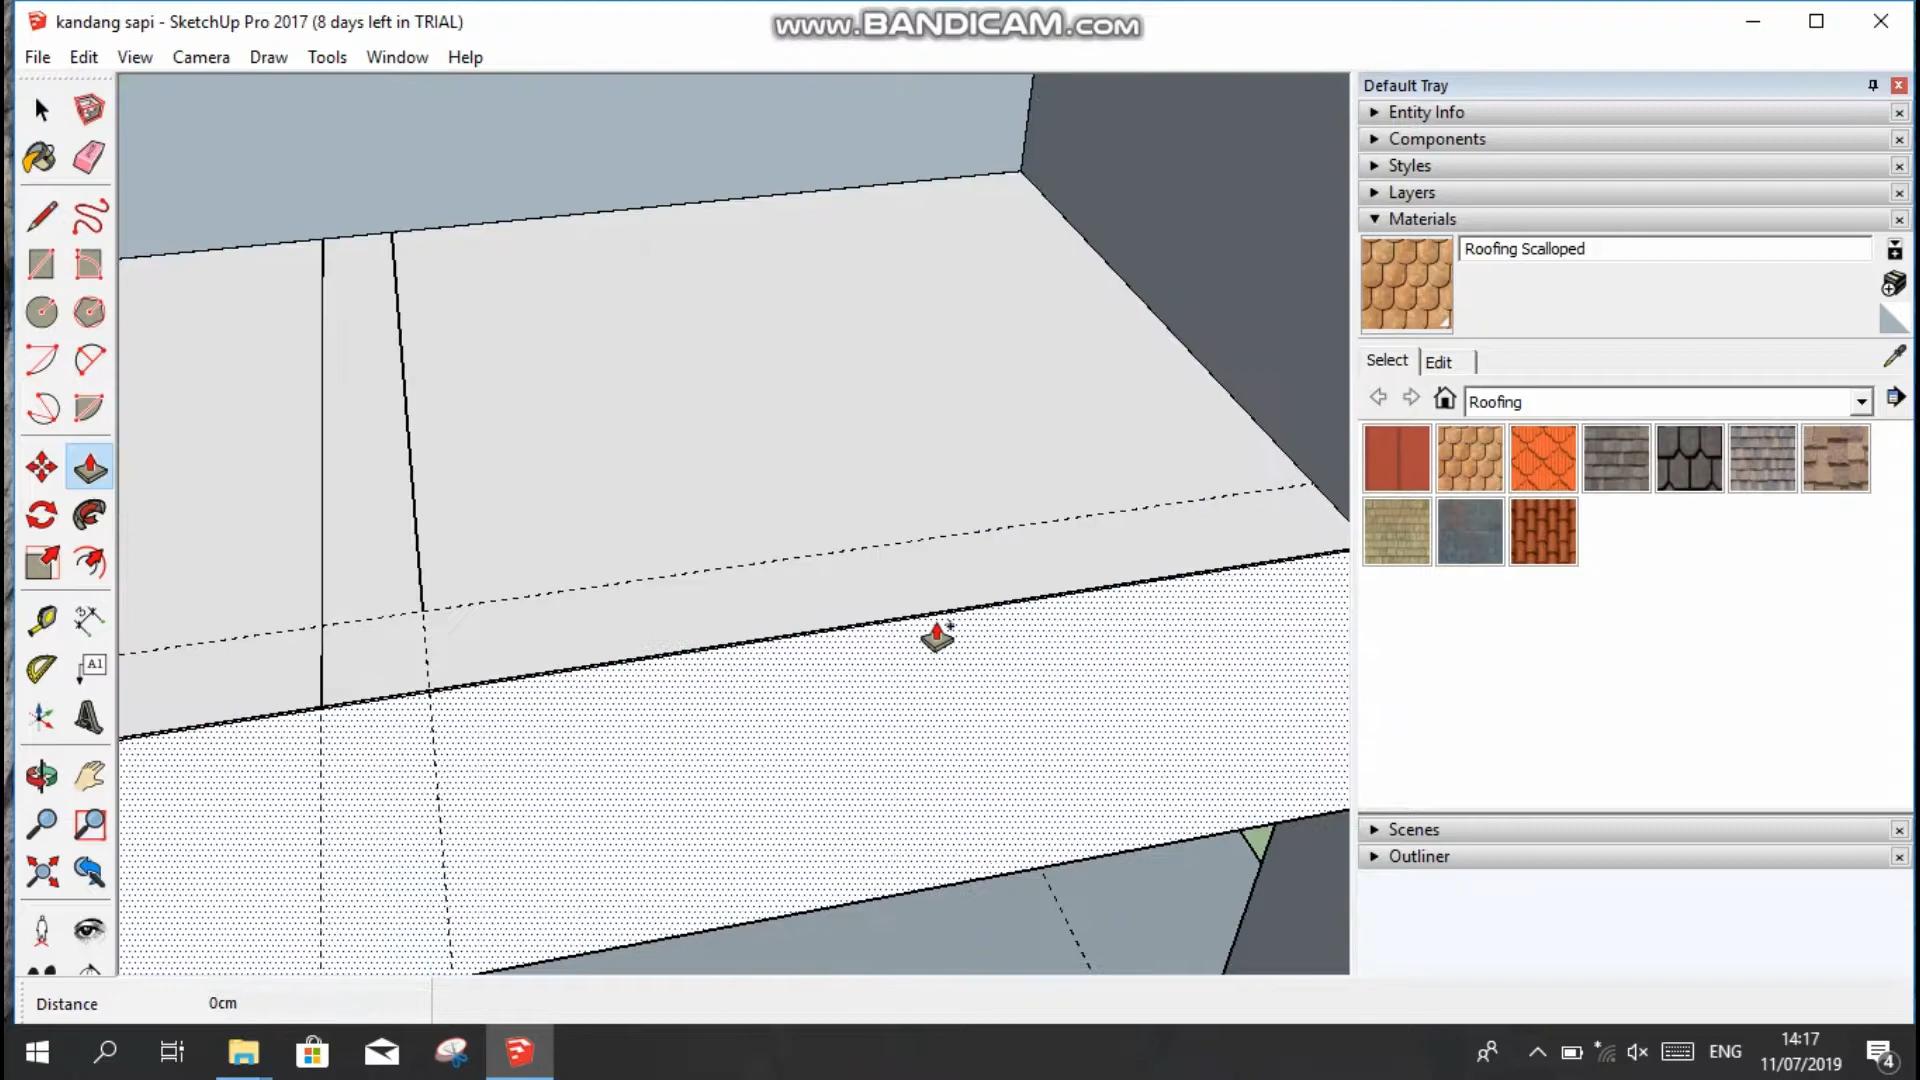 kandang sapi - SketchUp Pro 2017 (8 days left in TRIAL)
www.BANDICAM.com
File Edit View Camera Draw Tools Window Help
Default Tray
Entity Info
Components
Styles
Layers
Materials
Roofing Scalloped
Select Edit
Roofing
A1
Scenes
Outliner
Distance 0cm
ENG
14:17
11/07/2019
4